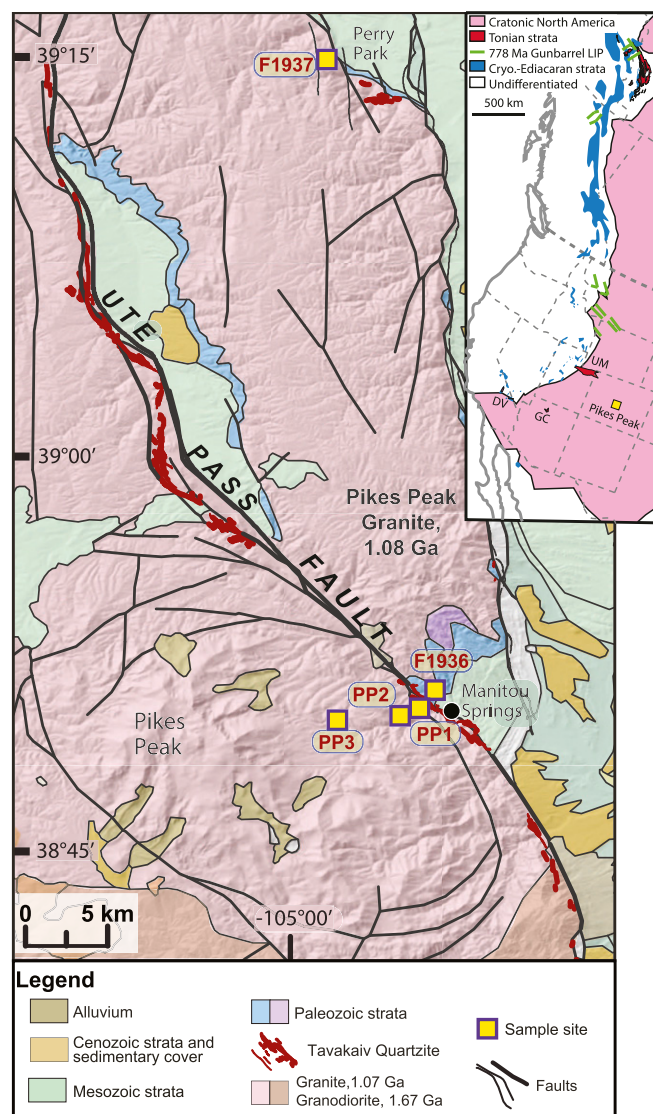 39°15’
F1937
Perry
Park
Cratonic North America
Tonian strata
778 Ma Gunbarrel LIP
Cryo.-Ediacaran strata
Undifferentiated
500 km
UM
DV
GC
Pikes Peak
UTE
PASS
FAULT
39°00’
Pikes Peak
Granite,
1.08 Ga
F1936
PP2
Manitou
Springs
PP1
PP3
Pikes
Peak
38°45’
0 5 km
-105°00’
Legend
Alluvium
Cenozoic strata and
sedimentary cover
Mesozoic strata
Paleozoic strata
Tavakaiv Quartzite
Granite,1.07 Ga
Granodiorite, 1.67 Ga
Sample site
Faults